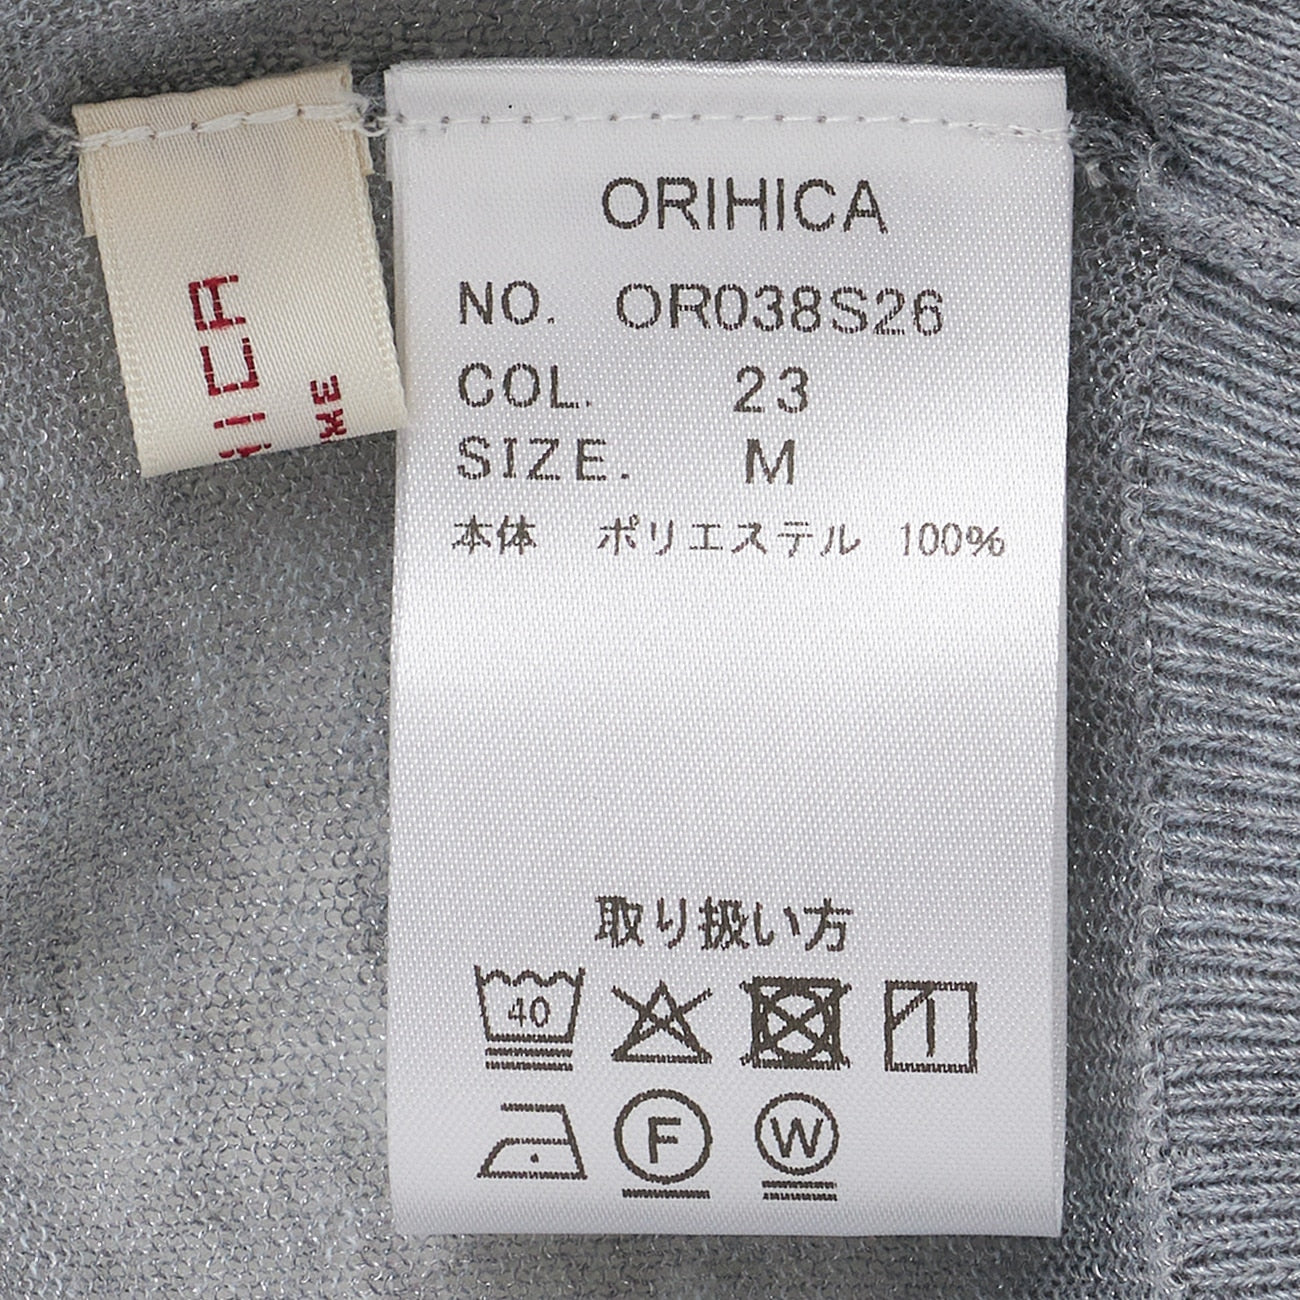 ORIHICA
NO. OR038S26
COL. 23
SIZE. M
本体 ポリエステル 100%
取り扱い方
40
F
W